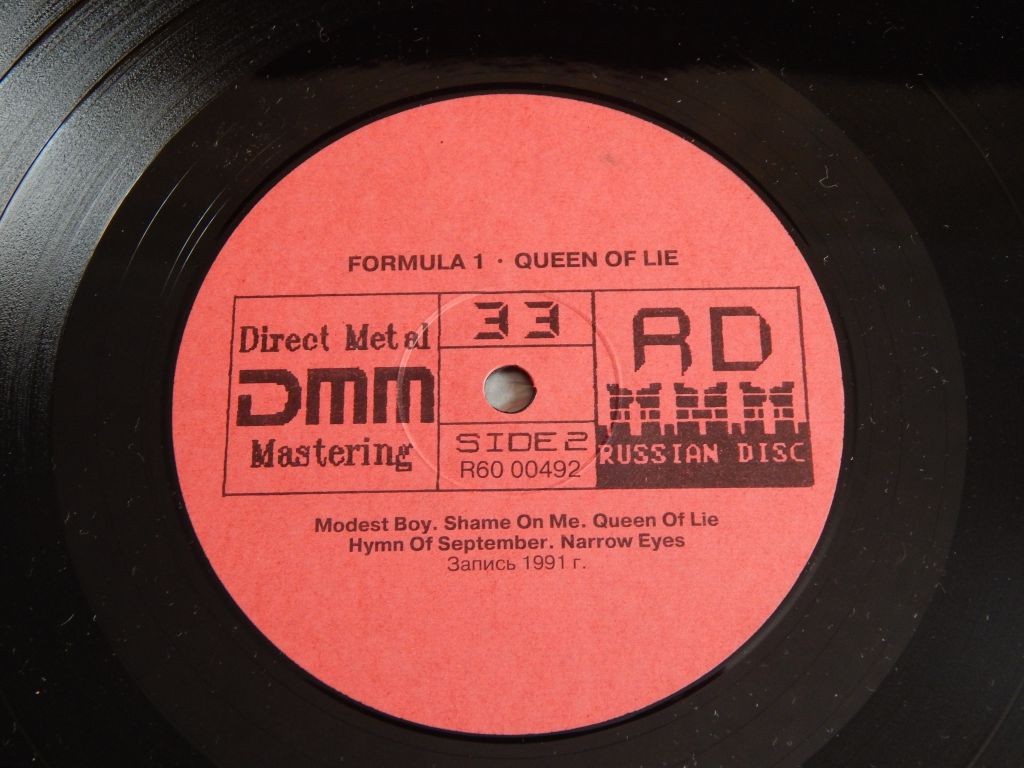 FORMULA 1 · QUEEN OF LIE
Direct Metal
DMM
Mastering
33
SIDE 2
R60 00492
RD
RUSSIAN DISC
Modest Boy. Shame On Me. Queen Of Lie
Hymn Of September. Narrow Eyes
Запись 1991 г.